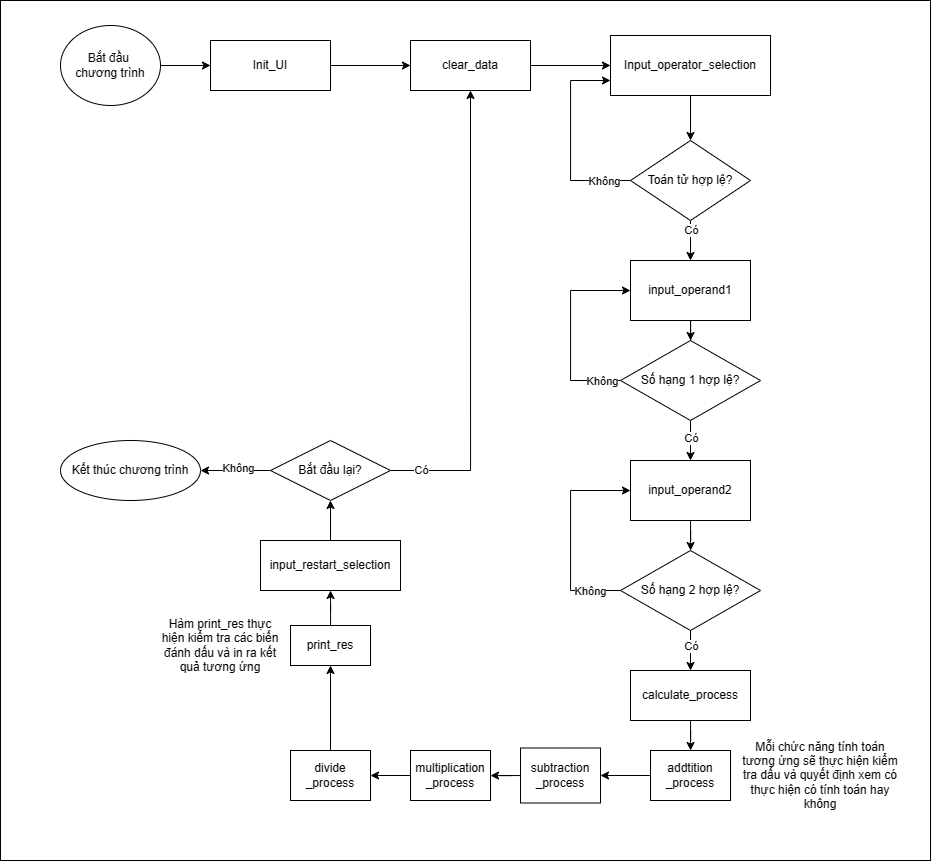 Bắt đầu
chương trình
Init_UI
clear_data
Input_operator_selection
Toán tử hợp lệ?
Không
Có
input_operand1
Số hạng 1 hợp lệ?
Không
Có
input_operand2
Số hạng 2 hợp lệ?
Không
Có
calculate_process
addtition
_process
Mỗi chức năng tính toán
tương ứng sẽ thực hiện kiểm
tra dấu và quyết định xem có
thực hiện có tính toán hay
không
subtraction
_process
multiplication
_process
divide
_process
print_res
Hàm print_res thực
hiện kiểm tra các biến
đánh dấu và in ra kết
quả tương ứng
input_restart_selection
Bắt đầu lại?
Có
Không
Kết thúc chương trình